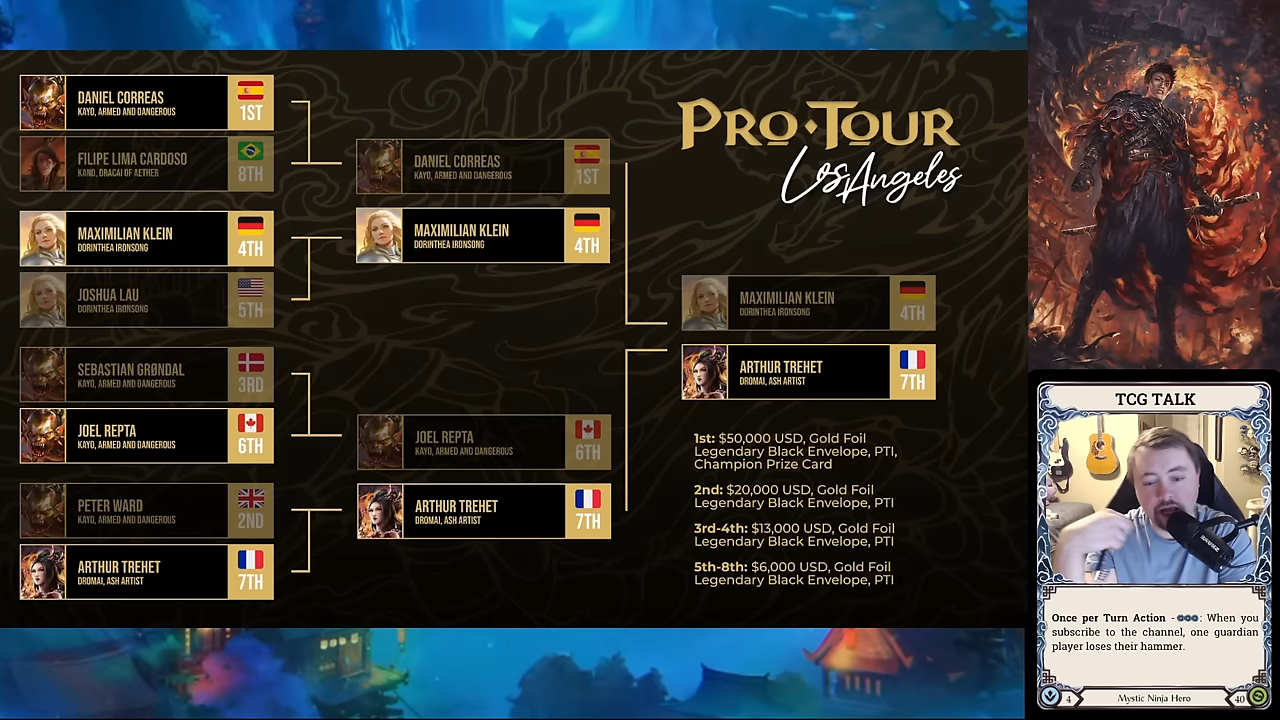 DANIEL CORREAS
KAYO, ARMED AND DANGEROUS
1ST
FILIPE LIMA CARDOSO
KANO, DRACAI OF AETHER
8TH
MAXIMILIAN KLEIN
DORINTHEA IRONSONG
4TH
JOSHUA LAU
DORINTHEA IRONSONG
5TH
SEBASTIAN GRØNDAL
KAYO, ARMED AND DANGEROUS
3RD
JOEL REPTA
KAYO, ARMED AND DANGEROUS
6TH
PETER WARD
KAYO, ARMED AND DANGEROUS
2ND
ARTHUR TREHET
DROMAI, ASH ARTIST
7TH
DANIEL CORREAS
KAYO, ARMED AND DANGEROUS
1ST
MAXIMILIAN KLEIN
DORINTHEA IRONSONG
4TH
JOEL REPTA
KAYO, ARMED AND DANGEROUS
6TH
ARTHUR TREHET
DROMAI, ASH ARTIST
7TH
PRO·TOUR
Los Angeles
MAXIMILIAN KLEIN
DORINTHEA IRONSONG
4TH
ARTHUR TREHET
DROMAI, ASH ARTIST
7TH
1st: $50,000 USD, Gold Foil
Legendary Black Envelope, PTI,
Champion Prize Card
2nd: $20,000 USD, Gold Foil
Legendary Black Envelope, PTI
3rd-4th: $13,000 USD, Gold Foil
Legendary Black Envelope, PTI
5th-8th: $6,000 USD, Gold Foil
Legendary Black Envelope, PTI
TCG TALK
Once per Turn Action - : When you
subscribe to the channel, one guardian
player loses their hammer.
4
Mystic Ninja Hero
40